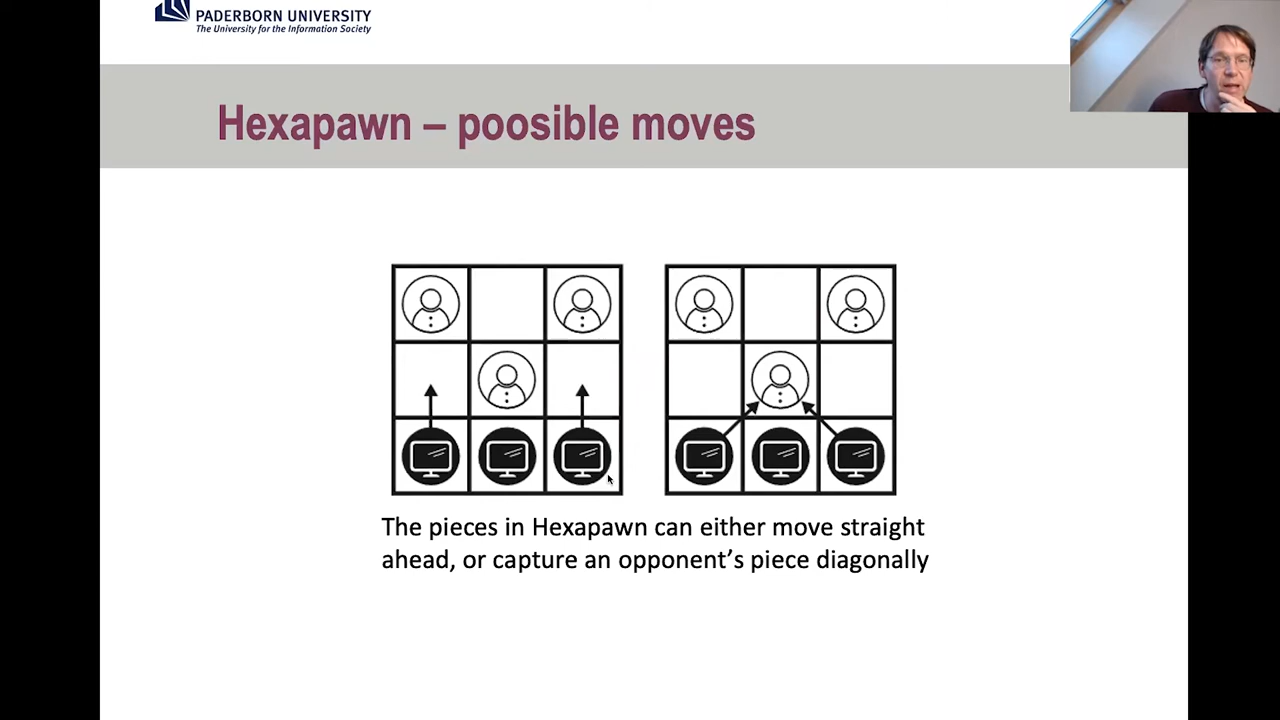 PADERBORN UNIVERSITY
The University for the Information Society
Hexapawn – poosible moves
The pieces in Hexapawn can either move straight
ahead, or capture an opponent’s piece diagonally